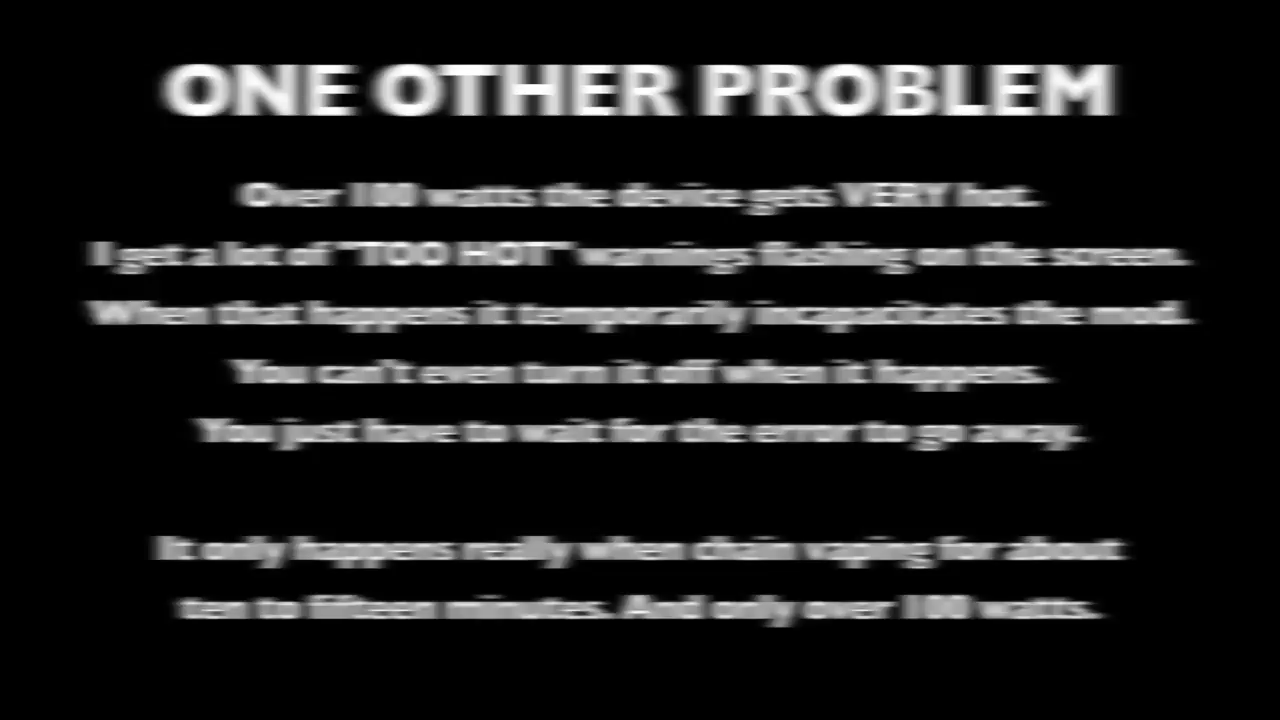 ONE OTHER PROBLEM
Over 100 watts the device gets VERY hot.
I get a lot of "TOO HOT" warnings flashing on the screen.
When that happens it temporarily incapacitates the mod.
You can't even turn it off when it happens.
You just have to wait for the error to go away.
It only happens really when chain vaping for about
ten to fifteen minutes. And only over 100 watts.